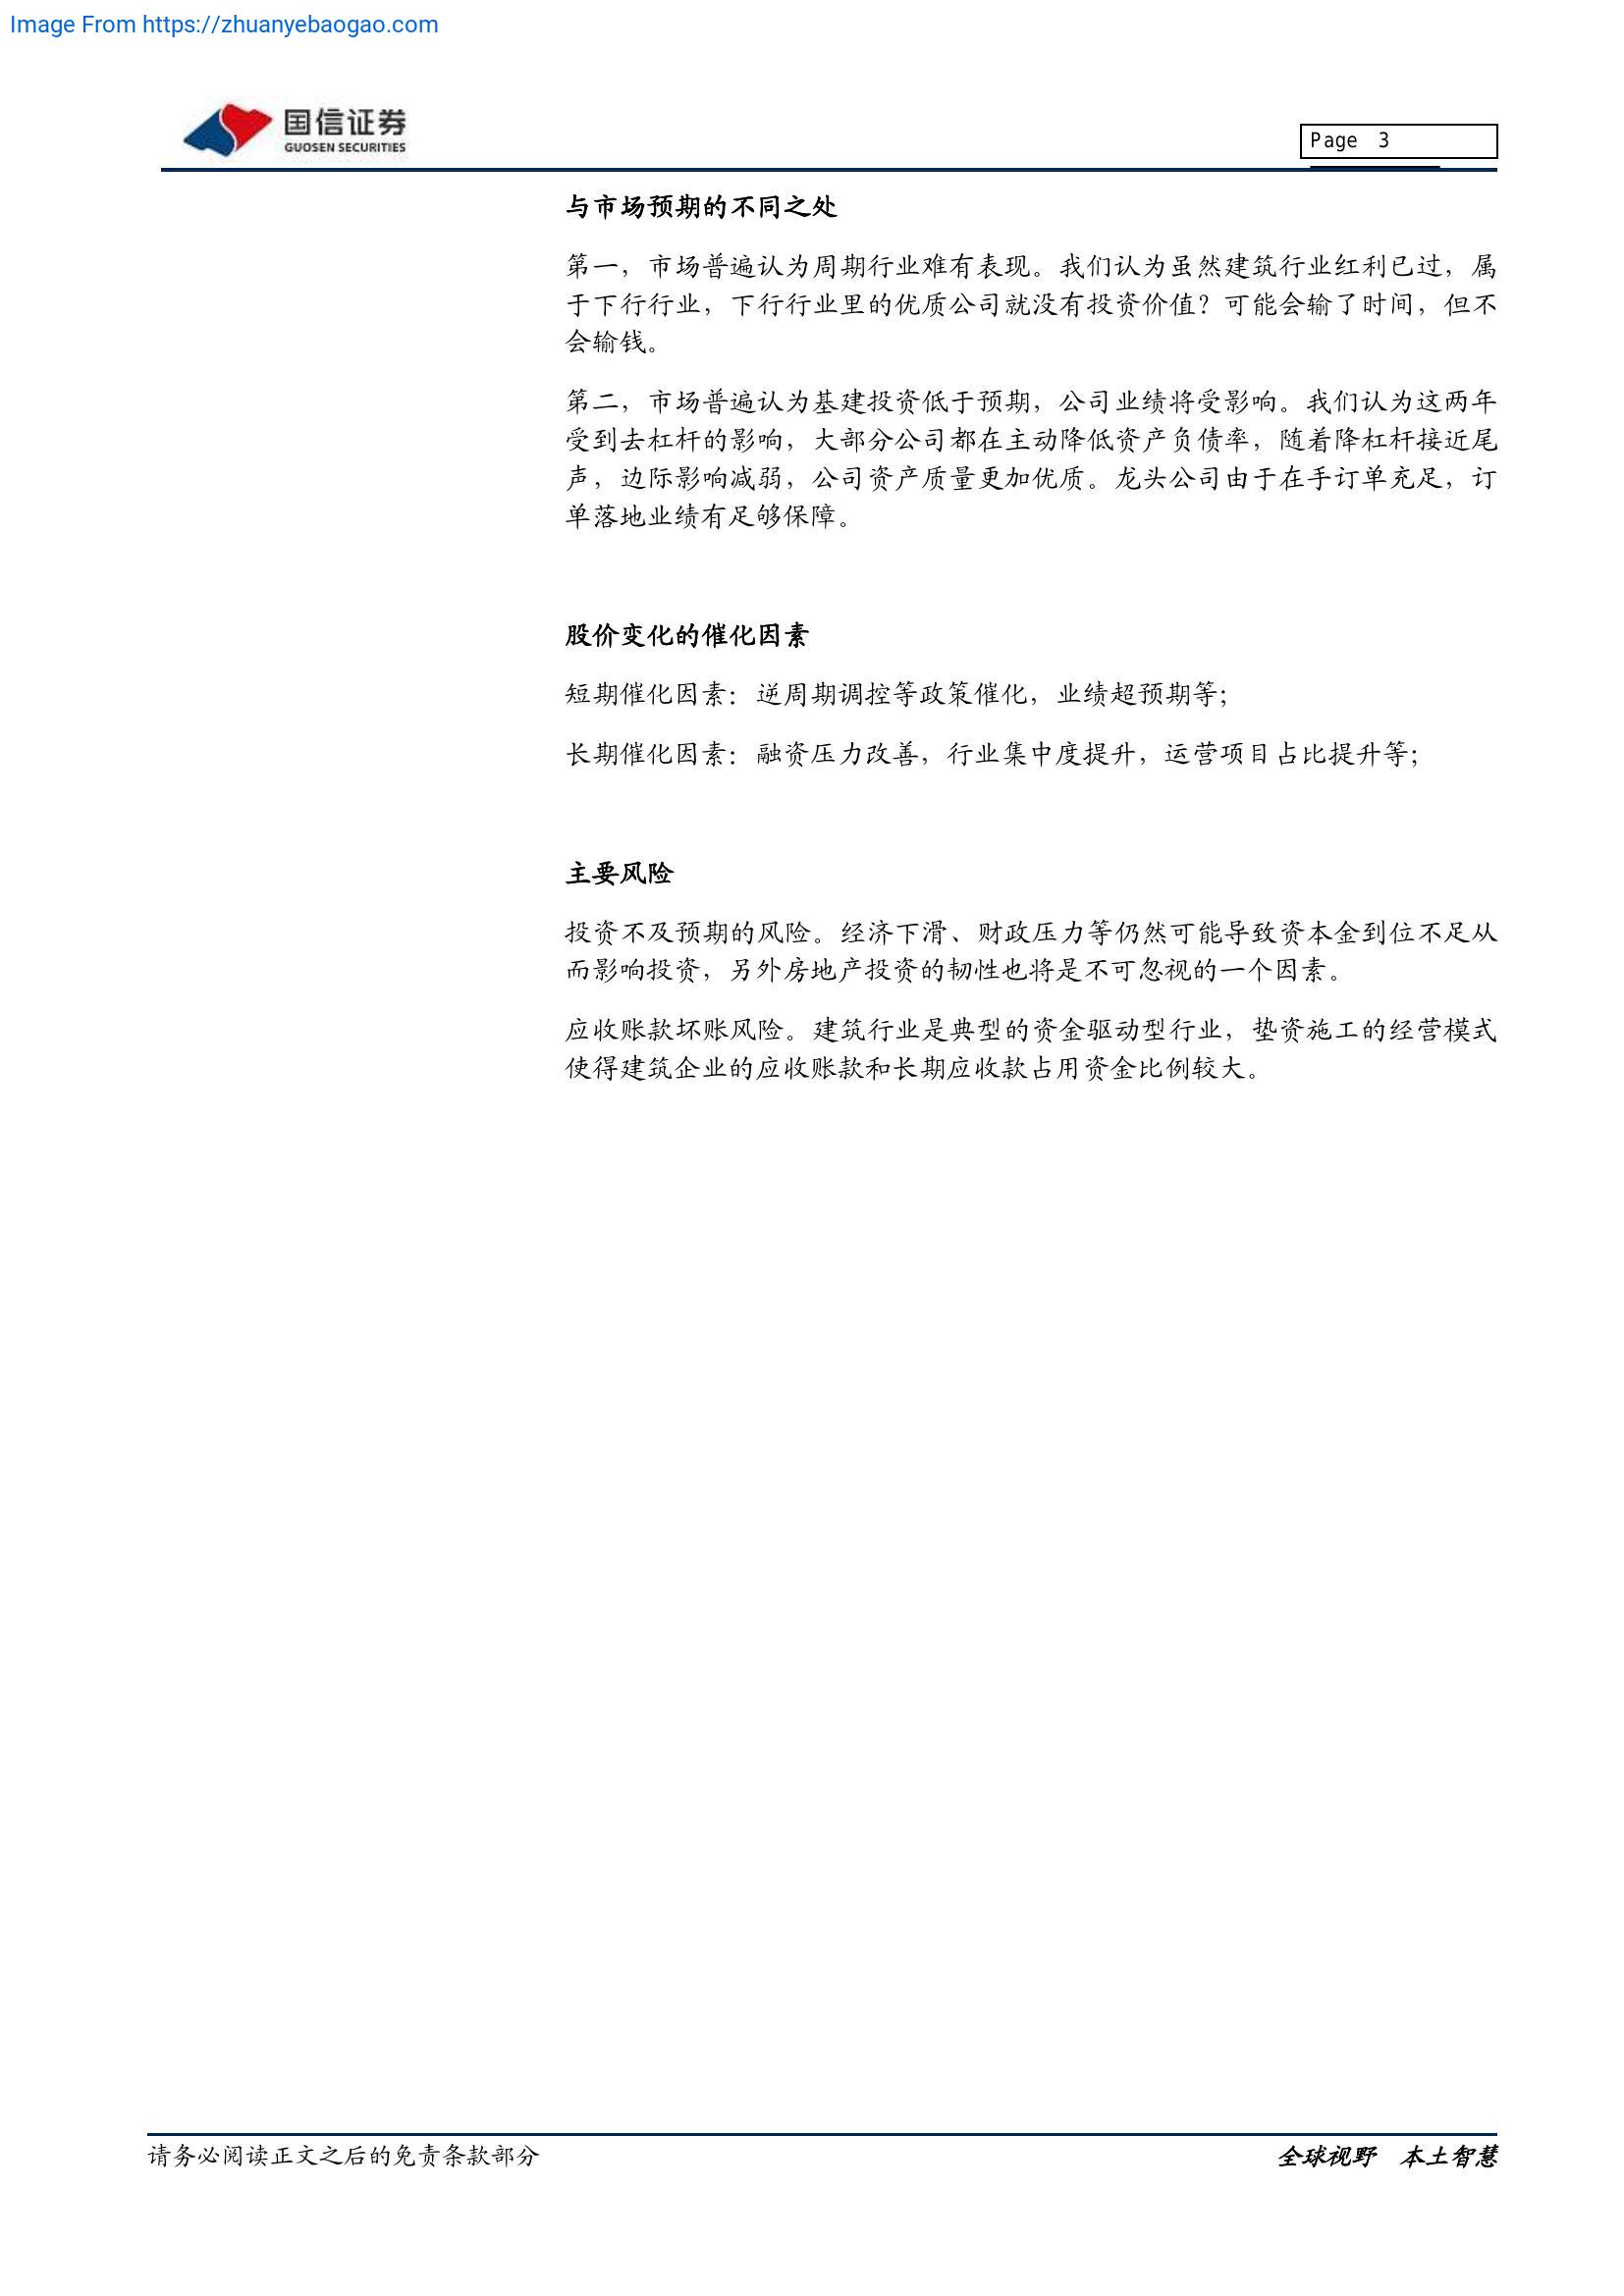 Image From https://zhuanyebaogao.com
国信证券
GUOSEN SECURITIES
Page 3
与市场预期的不同之处
第一，市场普遍认为周期行业难有表现。我们认为虽然建筑行业红利已过，属
于下行行业，下行行业里的优质公司就没有投资价值？可能会输了时间，但不
会输钱。
第二，市场普遍认为基建投资低于预期，公司业绩将受影响。我们认为这两年
受到去杠杆的影响，大部分公司都在主动降低资产负债率，随着降杠杆接近尾
声，边际影响减弱，公司资产质量更加优质。龙头公司由于在手订单充足，订
单落地业绩有足够保障。
股价变化的催化因素
短期催化因素：逆周期调控等政策催化，业绩超预期等；
长期催化因素：融资压力改善，行业集中度提升，运营项目占比提升等；
主要风险
投资不及预期的风险。经济下滑、财政压力等仍然可能导致资本金到位不足从
而影响投资，另外房地产投资的韧性也将是不可忽视的一个因素。
应收账款坏账风险。建筑行业是典型的资金驱动型行业，垫资施工的经营模式
使得建筑企业的应收账款和长期应收款占用资金比例较大。
请务必阅读正文之后的免责条款部分
全球视野 本土智慧